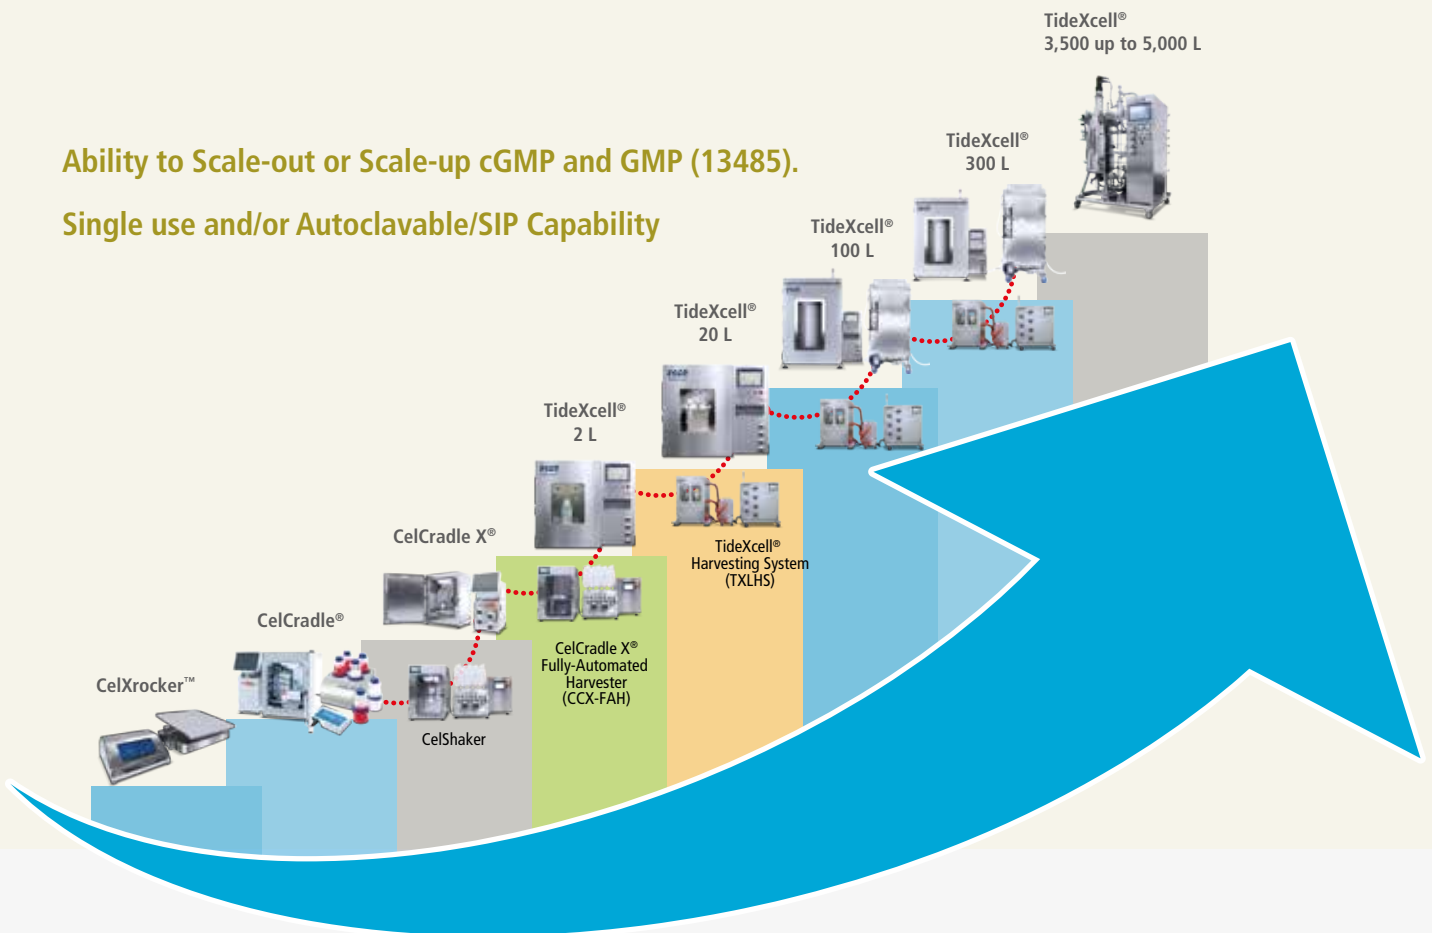 TideXcell®
3,500 up to 5,000 L
TideXcell®
300 L
Ability to Scale-out or Scale-up cGMP and GMP (13485).
Single use and/or Autoclavable/SIP Capability
TideXcell®
100 L
TideXcell®
20 L
TideXcell®
2 L
CelCradle X®
TideXcell®
Harvesting System
(TXLHS)
CelCradle®
CelCradle X®
Fully-Automated
Harvester
(CCX-FAH)
CelXrocker™
CelShaker